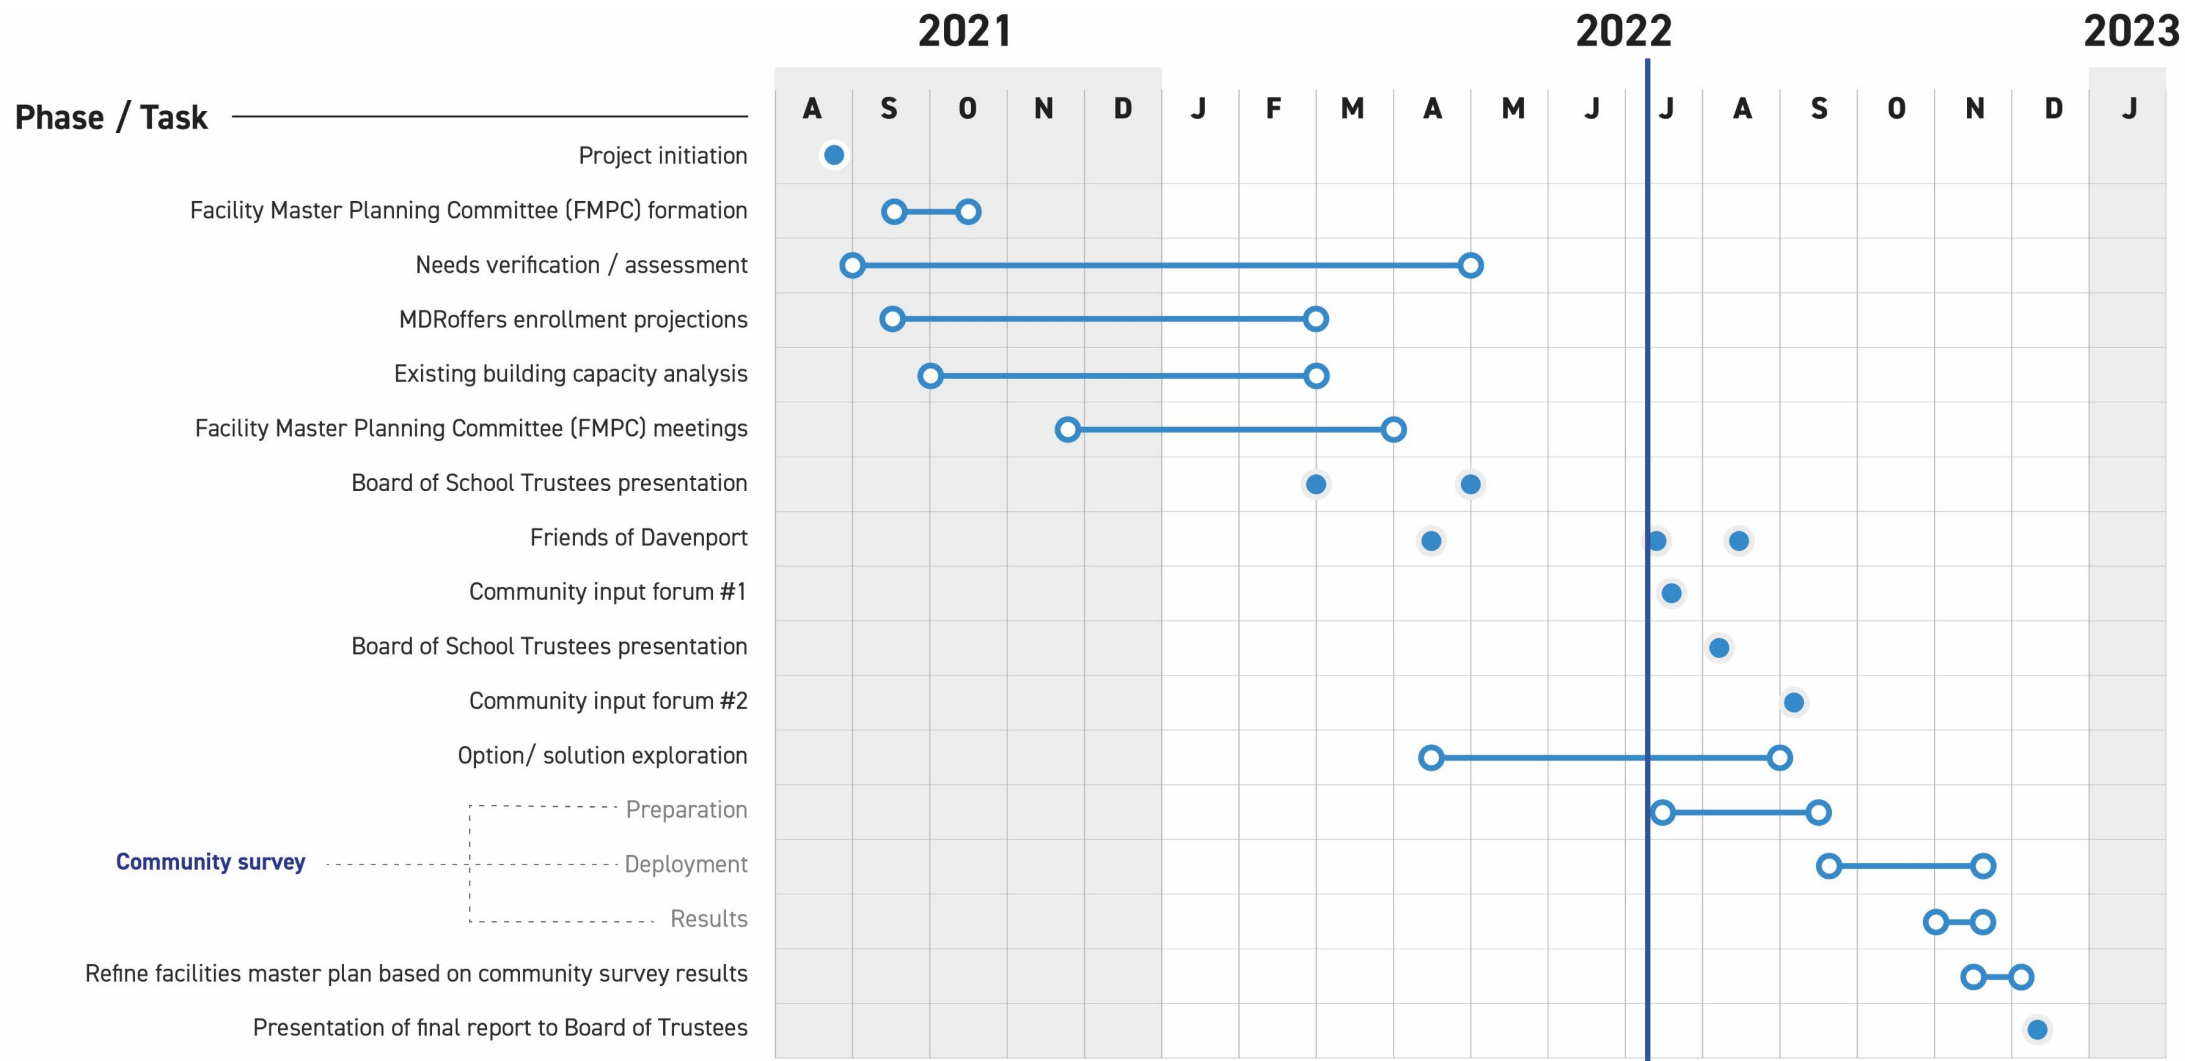 2021 2022 2023
Phase / Task A S O N D J F M A M J J A S O N D J
Project initiation
Facility Master Planning Committee (FMPC) formation
Needs verification / assessment
MDRoffers enrollment projections
Existing building capacity analysis
Facility Master Planning Committee (FMPC) meetings
Board of School Trustees presentation
Friends of Davenport
Community input forum #1
Board of School Trustees presentation
Community input forum #2
Option/ solution exploration
Preparation
Community survey Deployment
Results
Refine facilities master plan based on community survey results
Presentation of final report to Board of Trustees